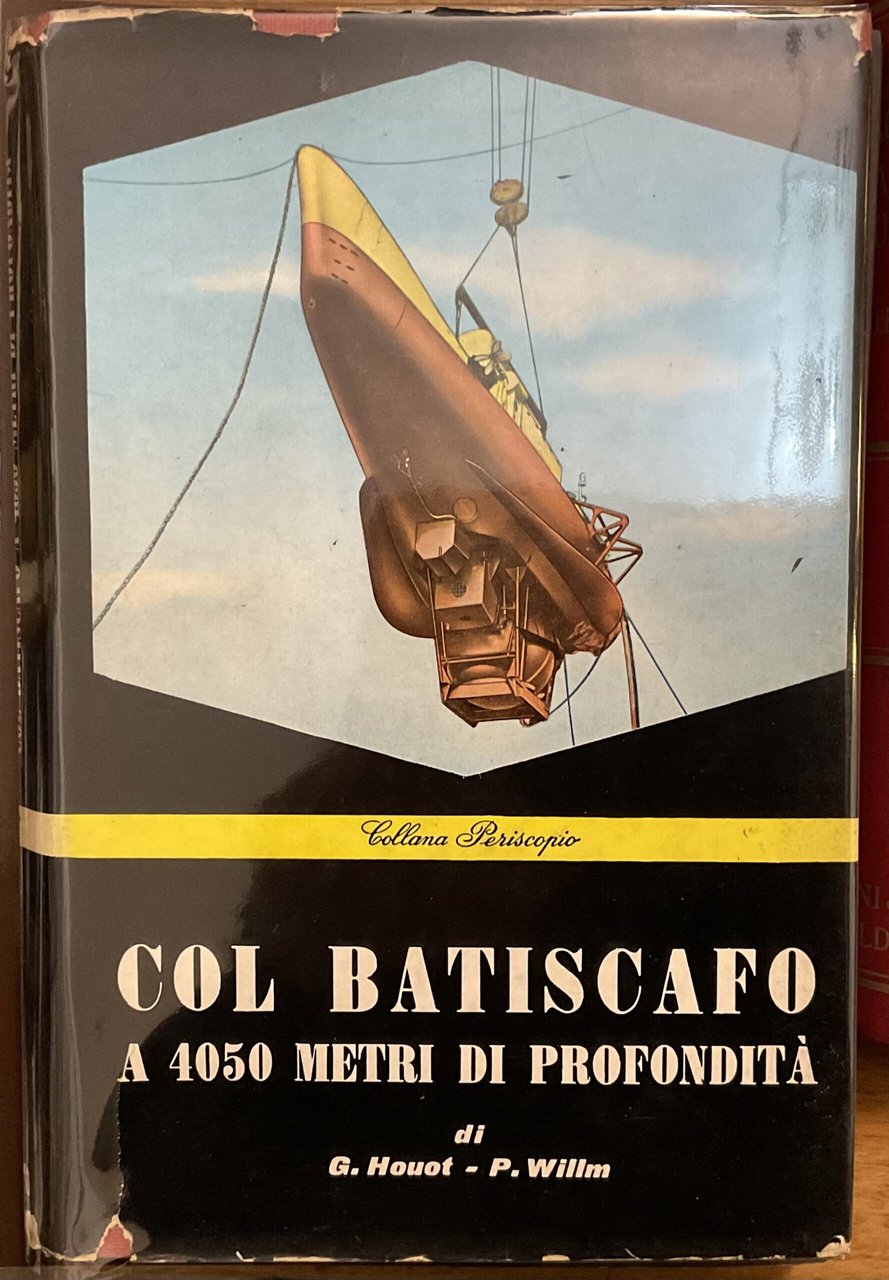 Collana Periscopio
COL BATISCAFO
A 4050 METRI DI PROFONDITÀ
di
G. Houot - P. Willm